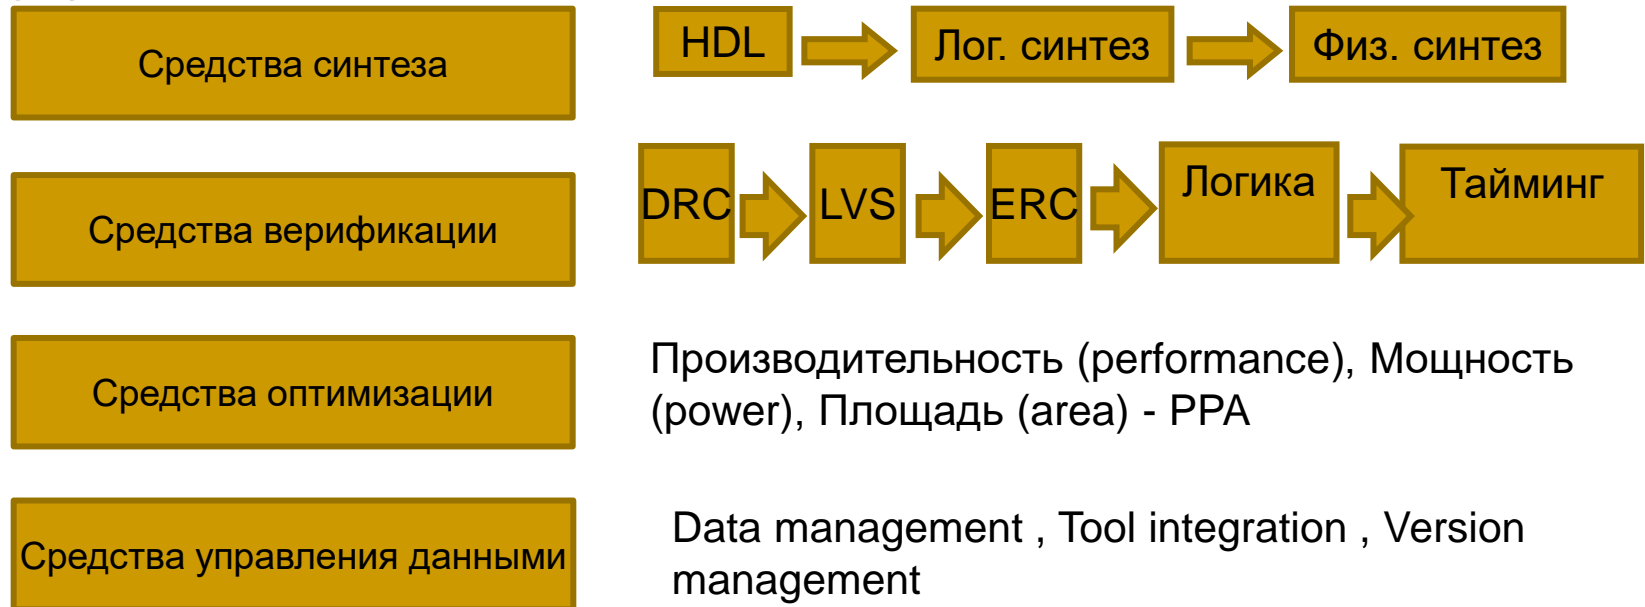 Средства синтеза
HDL
Лог. синтез
Физ. синтез
Средства верификации
DRC
LVS
ERC
Логика
Тайминг
Средства оптимизации
Производительность (performance), Мощность
(power), Площадь (area) - PPA
Средства управления данными
Data management , Tool integration , Version
management